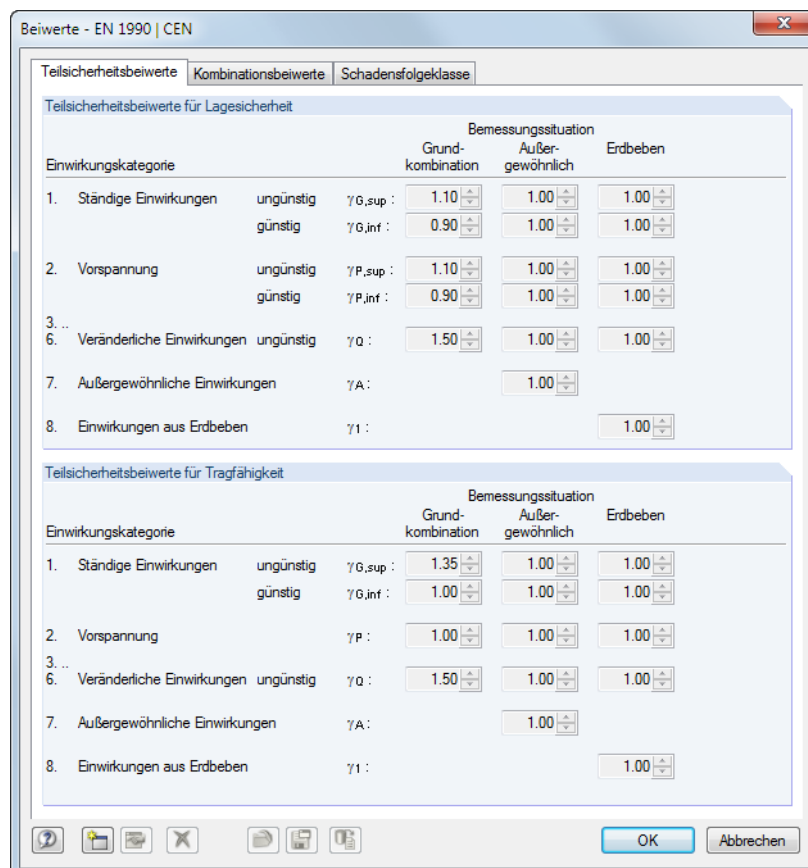 Beiwerte - EN 1990 | CEN
Teilsicherheitsbeiwerte Kombinationsbeiwerte Schadensfolgeklasse
Teilsicherheitsbeiwerte für Lagesicherheit
Bemessungssituation
Grund- Außer- Erdbeben
Einwirkungskategorie kombination gewöhnlich
1. Ständige Einwirkungen ungünstig γG,sup : 1.10 1.00 1.00
günstig γG,inf : 0.90 1.00 1.00
2. Vorspannung ungünstig γP,sup : 1.10 1.00 1.00
günstig γP,inf : 0.90 1.00 1.00
3. ..
6. Veränderliche Einwirkungen ungünstig γQ : 1.50 1.00 1.00
7. Außergewöhnliche Einwirkungen γA : 1.00
8. Einwirkungen aus Erdbeben γ1 : 1.00
Teilsicherheitsbeiwerte für Tragfähigkeit
Bemessungssituation
Grund- Außer- Erdbeben
Einwirkungskategorie kombination gewöhnlich
1. Ständige Einwirkungen ungünstig γG,sup : 1.35 1.00 1.00
günstig γG,inf : 1.00 1.00 1.00
2. Vorspannung γP : 1.00 1.00 1.00
3. ..
6. Veränderliche Einwirkungen ungünstig γQ : 1.50 1.00 1.00
7. Außergewöhnliche Einwirkungen γA : 1.00
8. Einwirkungen aus Erdbeben γ1 : 1.00
OK Abbrechen